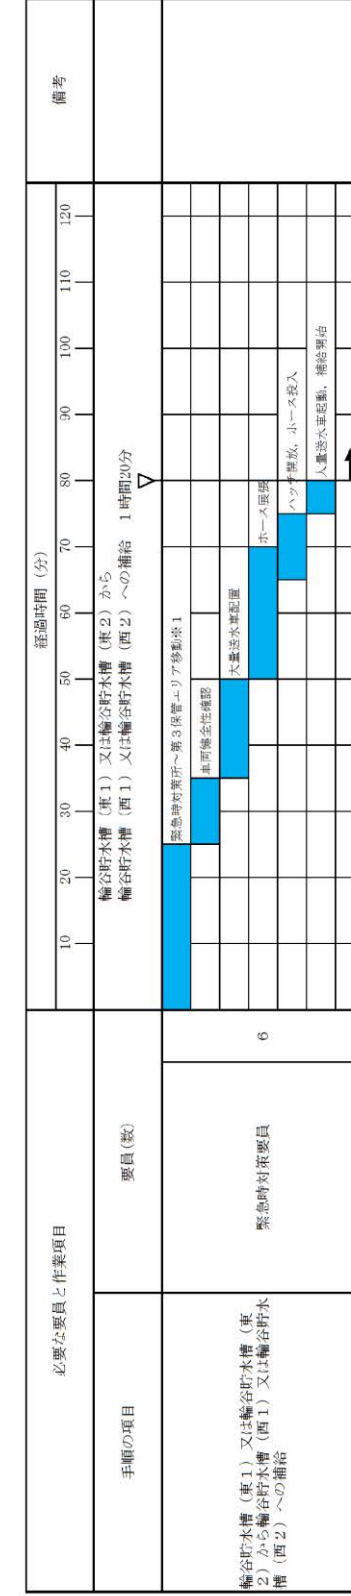 必要な要員と作業項目
経過時間（分）
備考
手順の項目
要員(数)
10 20 30 40 50 60 70 80 90 100 110 120
輪谷貯水槽（東１）又は輪谷貯水槽（東２）から
輪谷貯水槽（西１）又は輪谷貯水槽（西２）への補給　１時間20分
輪谷貯水槽（東１）又は輪谷貯水槽（東
２）から輪谷貯水槽（西１）又は輪谷貯水
槽（西２）への補給
緊急時対策要員
6
緊急時対策所～第３保管エリア移動※１
車両健全性確認
大量送水車配置
ホース展張
ハッチ開放，ホース投入
大量送水車起動，補給開始